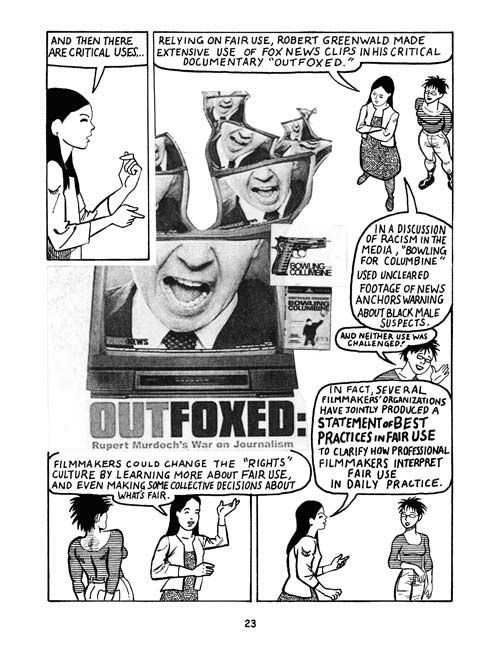 AND THEN THERE
ARE CRITICAL USES...
RELYING ON FAIR USE, ROBERT GREENWALD MADE
EXTENSIVE USE OF FOX NEWS CLIPS IN HIS CRITICAL
DOCUMENTARY "OUTFOXED."
IN A DISCUSSION
OF RACISM IN THE
MEDIA, "BOWLING
FOR COLUMBINE"
USED UNCLEARED
FOOTAGE OF NEWS
ANCHORS WARNING
ABOUT BLACK MALE
SUSPECTS.
AND NEITHER USE WAS
CHALLENGED!
BOWLING
COLUMBINE
BOWLING
COLUMBINE
NEWS
OUTFOXED:
Rupert Murdoch's War on Journalism
IN FACT, SEVERAL
FILMMAKERS' ORGANIZATIONS
HAVE JOINTLY PRODUCED A
STATEMENT OF BEST
PRACTICES IN FAIR USE
TO CLARIFY HOW PROFESSIONAL
FILMMAKERS INTERPRET
FAIR USE
IN DAILY PRACTICE.
FILMMAKERS COULD CHANGE THE "RIGHTS"
CULTURE BY LEARNING MORE ABOUT FAIR USE,
AND EVEN MAKING SOME COLLECTIVE DECISIONS ABOUT
WHAT'S FAIR.
23